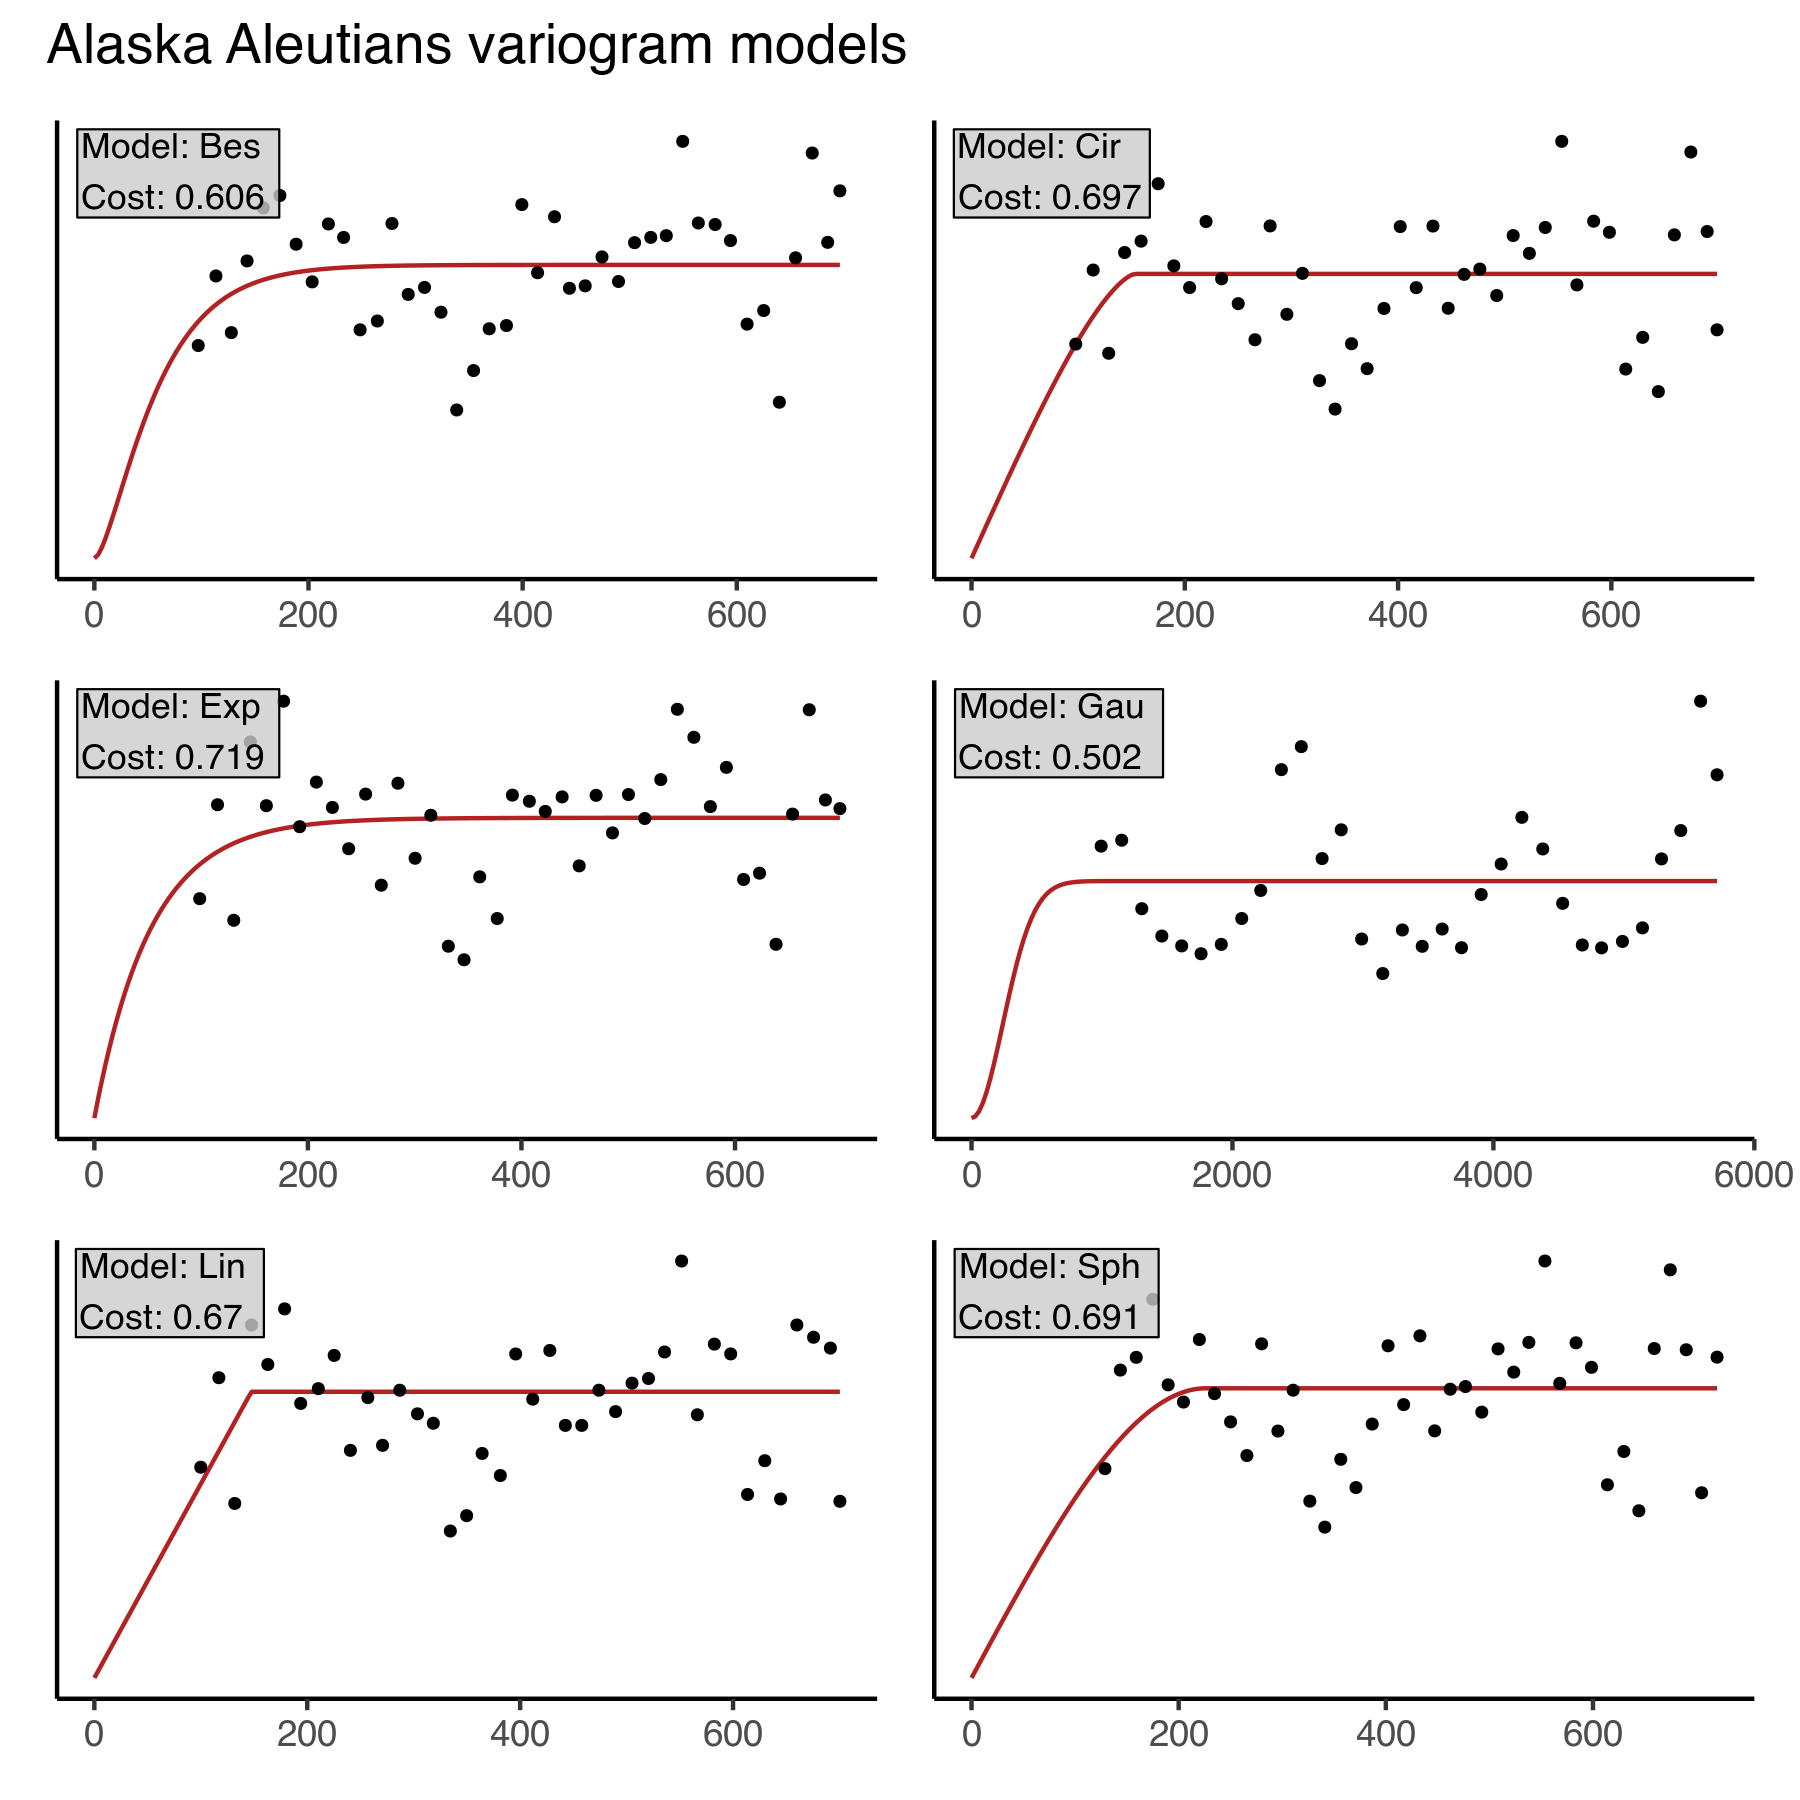 Alaska Aleutians variogram models
Model: Bes
Cost: 0.606
0 200 400 600
Model: Cir
Cost: 0.697
0 200 400 600
Model: Exp
Cost: 0.719
0 200 400 600
Model: Gau
Cost: 0.502
0 2000 4000 6000
Model: Lin
Cost: 0.67
0 200 400 600
Model: Sph
Cost: 0.691
0 200 400 600